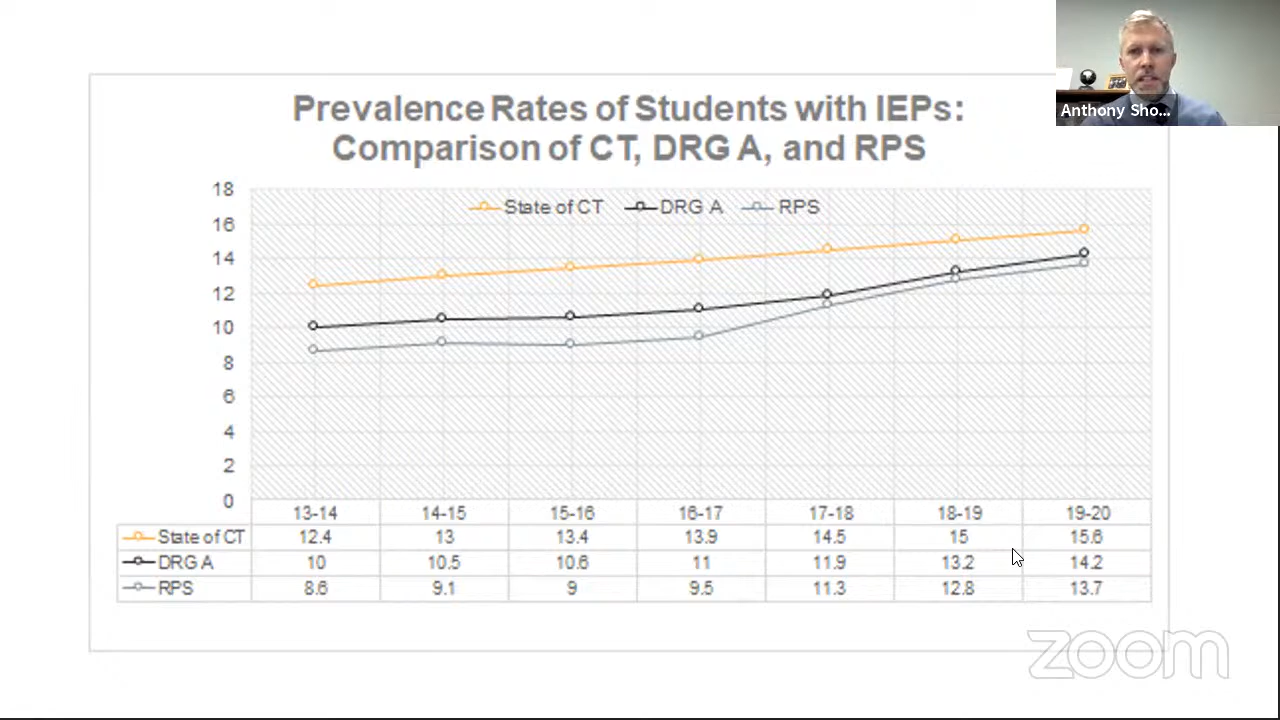 Anthony Sho...
Prevalence Rates of Students with IEPs:
Comparison of CT, DRG A, and RPS
18
State of CT DRG A RPS
16
14
12
10
8
6
4
2
0
13-14 14-15 15-16 16-17 17-18 18-19 19-20
State of CT 12.4 13 13.4 13.9 14.5 15 15.6
DRG A 10 10.5 10.6 11 11.9 13.2 14.2
RPS 8.6 9.1 9 9.5 11.3 12.8 13.7
zoom